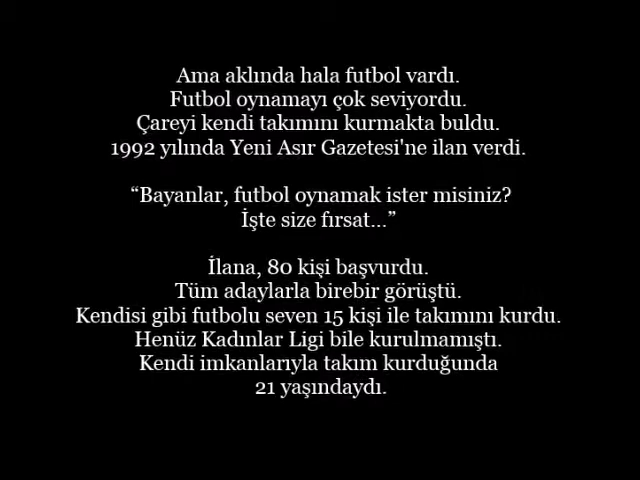 Ama aklında hala futbol vardı.
Futbol oynamayı çok seviyordu.
Çareyi kendi takımını kurmakta buldu.
1992 yılında Yeni Asır Gazetesi'ne ilan verdi.
“Bayanlar, futbol oynamak ister misiniz?
İşte size fırsat...”
İlana, 80 kişi başvurdu.
Tüm adaylarla birebir görüştü.
Kendisi gibi futbolu seven 15 kişi ile takımını kurdu.
Henüz Kadınlar Ligi bile kurulmamıştı.
Kendi imkanlarıyla takım kurduğunda
21 yaşındaydı.